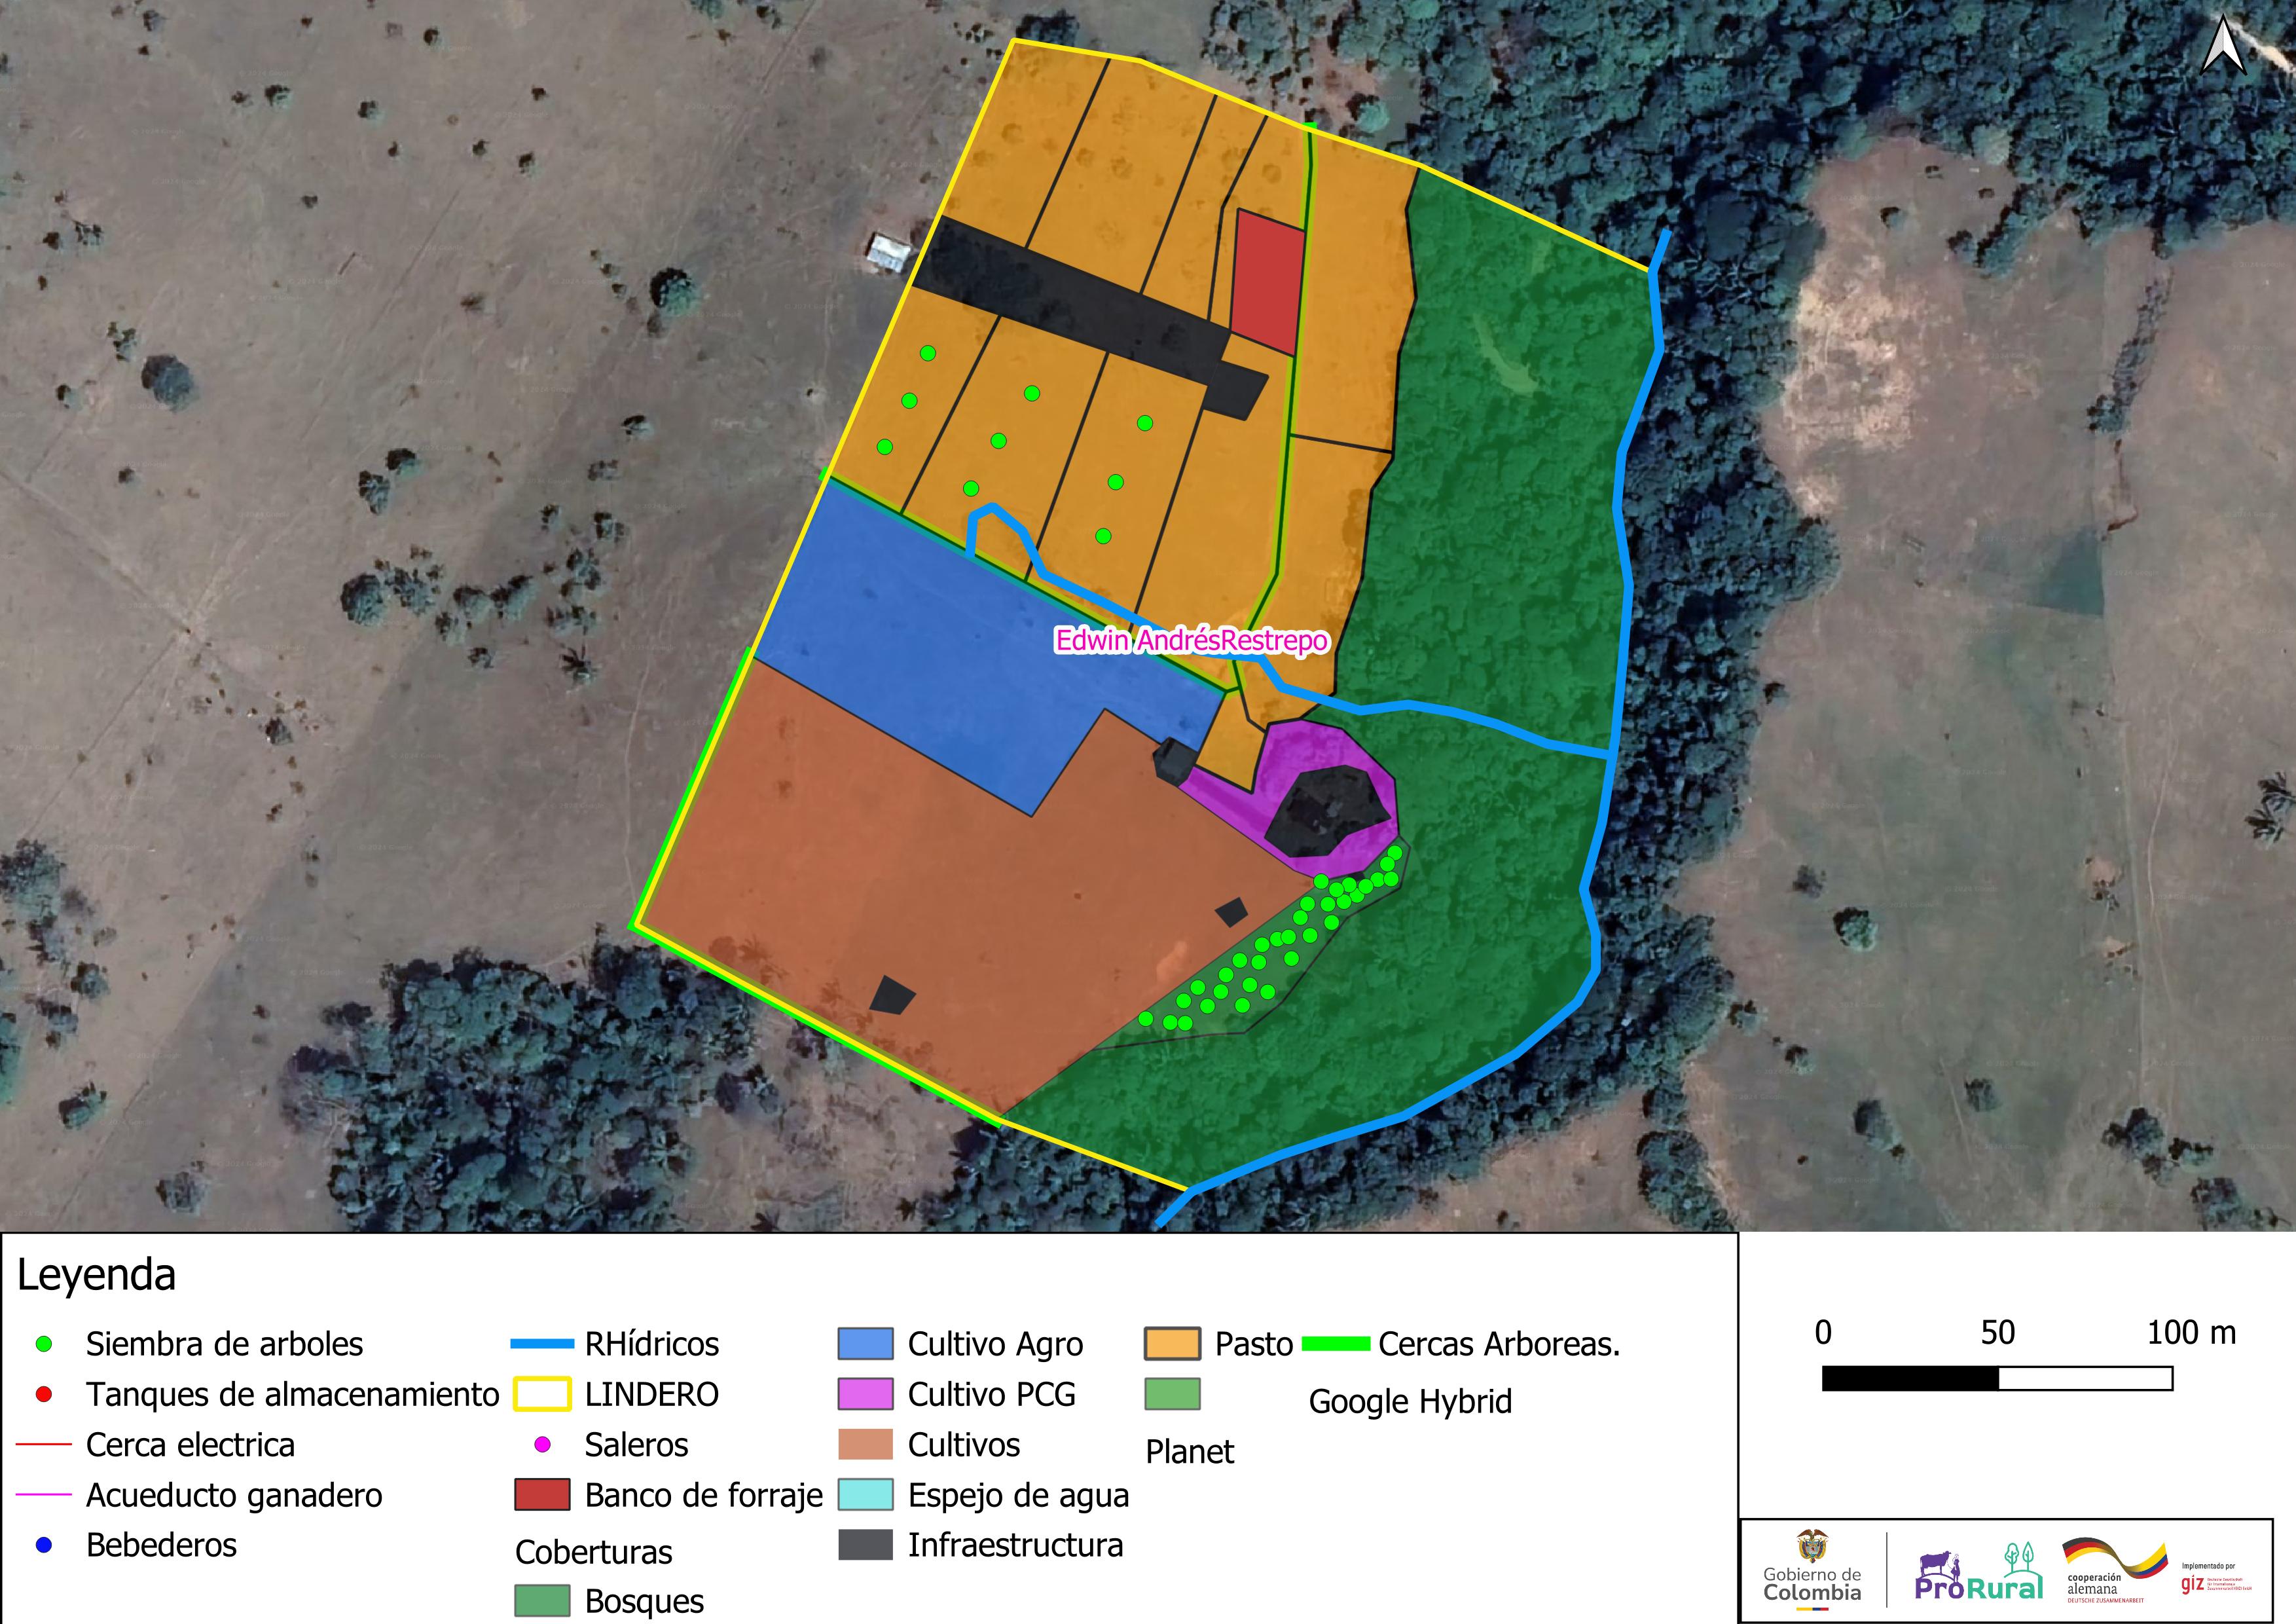 Edwin AndrésRestrepo
Leyenda
Siembra de arboles
Tanques de almacenamiento
Cerca electrica
Acueducto ganadero
Bebederos
RHídricos
LINDERO
Saleros
Banco de forraje
Coberturas
Bosques
Cultivo Agro
Cultivo PCG
Cultivos
Espejo de agua
Infraestructura
Pasto
Planet
Cercas Arboreas.
Google Hybrid
0 50 100 m
Gobierno de
Colombia
ProRural
cooperación
alemana
DEUTSCHE ZUSAMMENARBEIT
Implementado por
giz